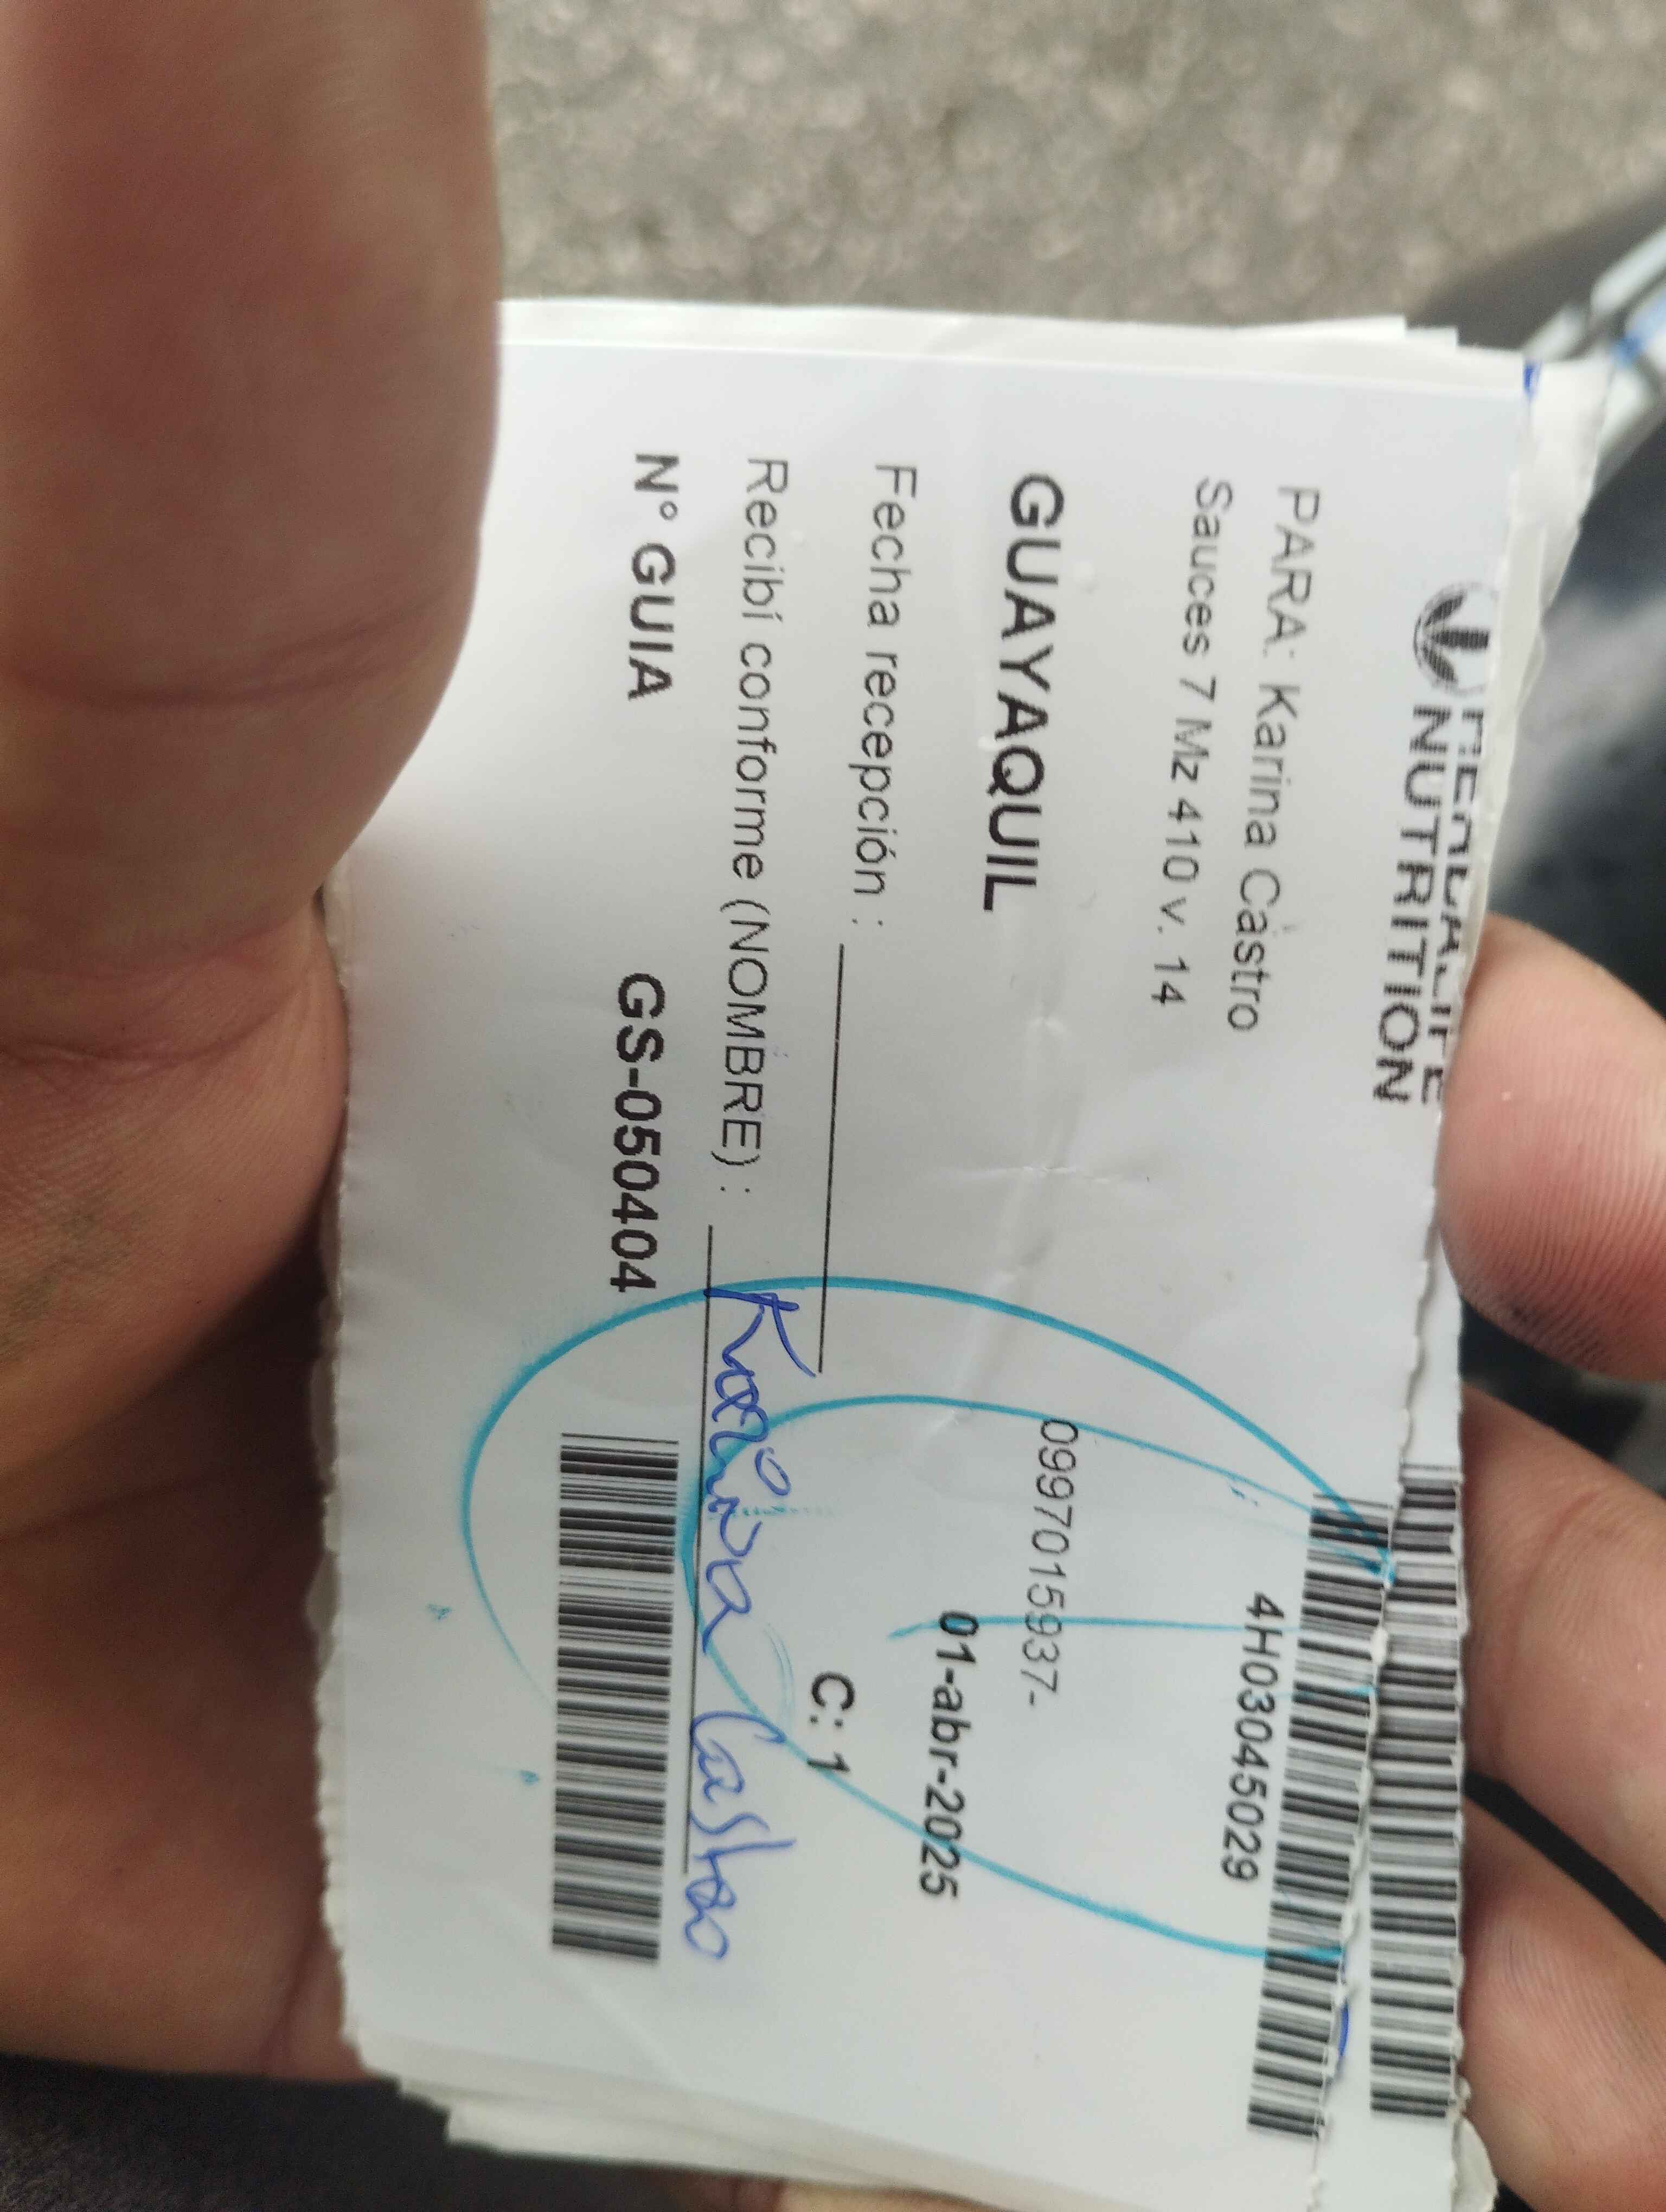 HERBALIFE
NUTRITION
4H03045029
PARA: Karina Castro
Sauces 7 Mz 410 v. 14
0997015937-
GUAYAQUIL
01-abr-2025
Fecha recepción :
C: 1
Recibí conforme (NOMBRE) : Karina Castro
N° GUIA GS-050404